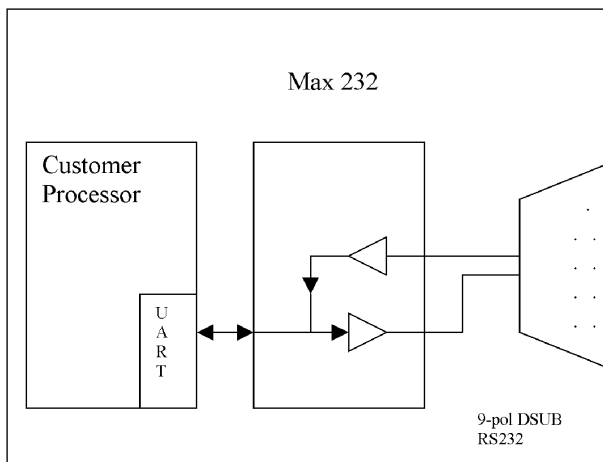 Max 232
Customer
Processor
U
A
R
T
9-pol DSUB
RS232